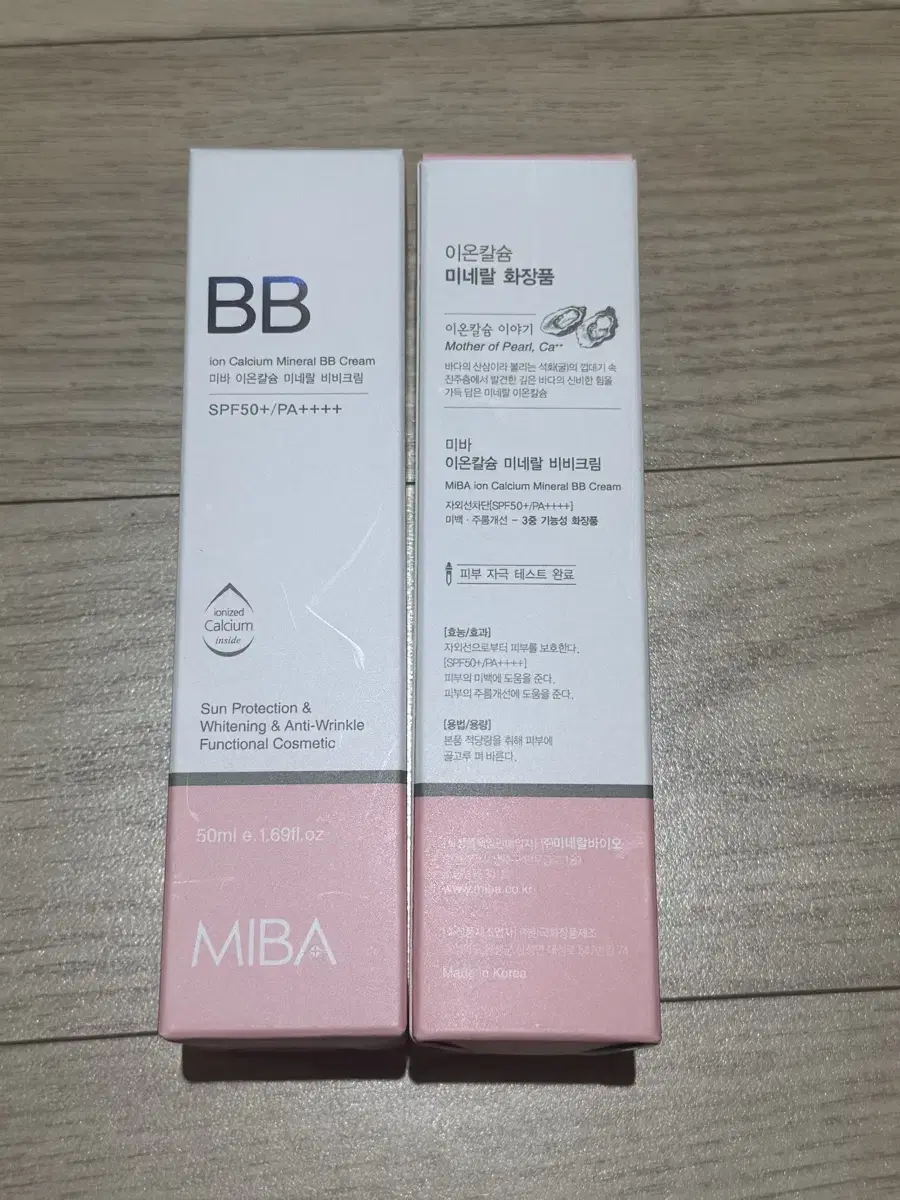 BB
ion Calcium Mineral BB Cream
미바 이온칼슘 미네랄 비비크림
SPF50+/PA++++
ionized
Calcium
inside
Sun Protection &
Whitening & Anti-Wrinkle
Functional Cosmetic
50ml e.1.69fl.oz
MIBA
이온칼슘
미네랄 화장품
이온칼슘 이야기
Mother of Pearl, Ca⁺⁺
바다의 산삼이라 불리는 석화(굴)의 껍데기 속
진주층에서 발견한 깊은 바다의 신비한 힘을
가득 담은 미네랄 이온칼슘
미바
이온칼슘 미네랄 비비크림
MiBA ion Calcium Mineral BB Cream
자외선차단[SPF50+/PA++++]
미백 · 주름개선 – 3중 기능성 화장품
피부 자극 테스트 완료
[효능/효과]
자외선으로부터 피부를 보호한다.
[SPF50+/PA++++]
피부의 미백에 도움을 준다.
피부의 주름개선에 도움을 준다.
[용법/용량]
본품 적당량을 취해 피부에
골고루 펴 바른다.
(주)미네랄바이오
www.miba.co.kr
Made in Korea